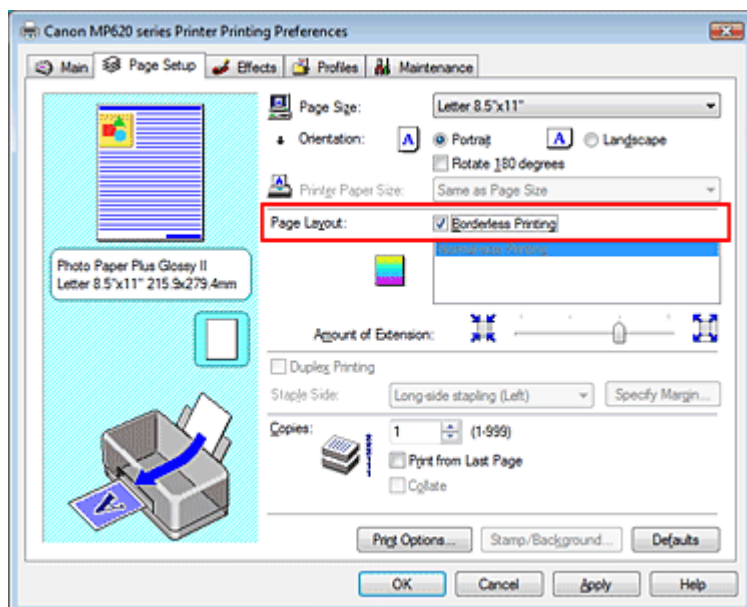 Canon MP620 series Printer Printing Preferences
Main Page Setup Effects Profiles Maintenance
Page Size: Letter 8.5"x11"
Orientation: A Portrait A Landscape
Rotate 180 degrees
Printer Paper Size: Same as Page Size
Page Layout: Borderless Printing
Normal-size Printing
Photo Paper Plus Glossy II
Letter 8.5"x11" 215.9x279.4mm
Amount of Extension:
Duplex Printing
Staple Side: Long-side stapling (Left) Specify Margin...
Copies: 1 (1-999)
Print from Last Page
Collate
Print Options... Stamp/Background... Defaults
OK Cancel Apply Help